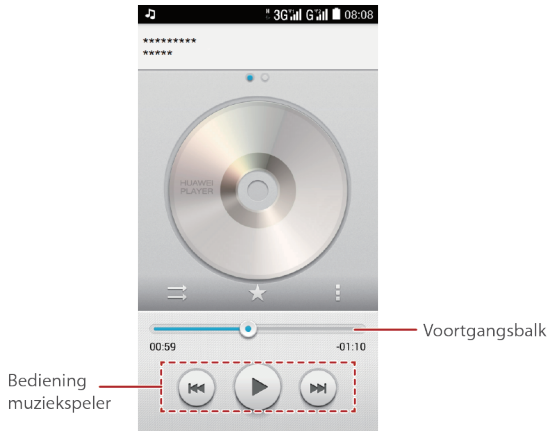 3G G 08:08
*********
*****
HUAWEI
PLAYER
Voortgangsbalk
00:59 -01:10
Bediening
muziekspeler